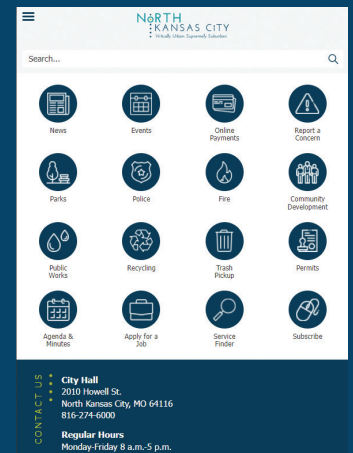 NORTH
KANSAS CITY
Virtually Urban Supremely Suburban
Search...
News
Events
Online
Payments
Report a
Concern
Parks
Police
Fire
Community
Development
Public
Works
Recycling
Trash
Pickup
Permits
Agenda &
Minutes
Apply for a
Job
Service
Finder
Subscribe
CONTACT US
City Hall
2010 Howell St.
North Kansas City, MO 64116
816-274-6000
Regular Hours
Monday-Friday 8 a.m.-5 p.m.